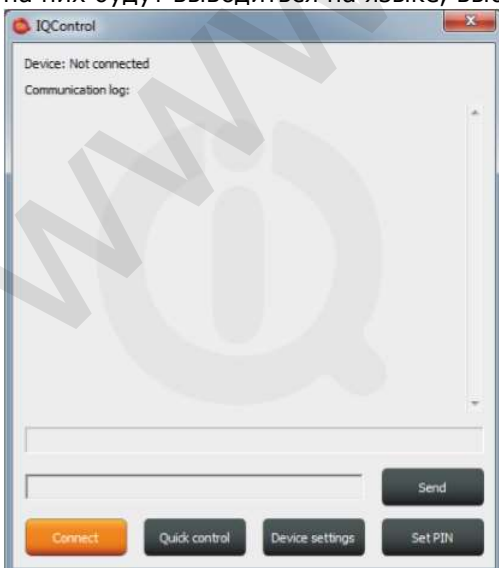 на них будут выводиться на языке, выб
IQControl
Device: Not connected
Communication log:
Send
Connect Quick control Device settings Set PIN